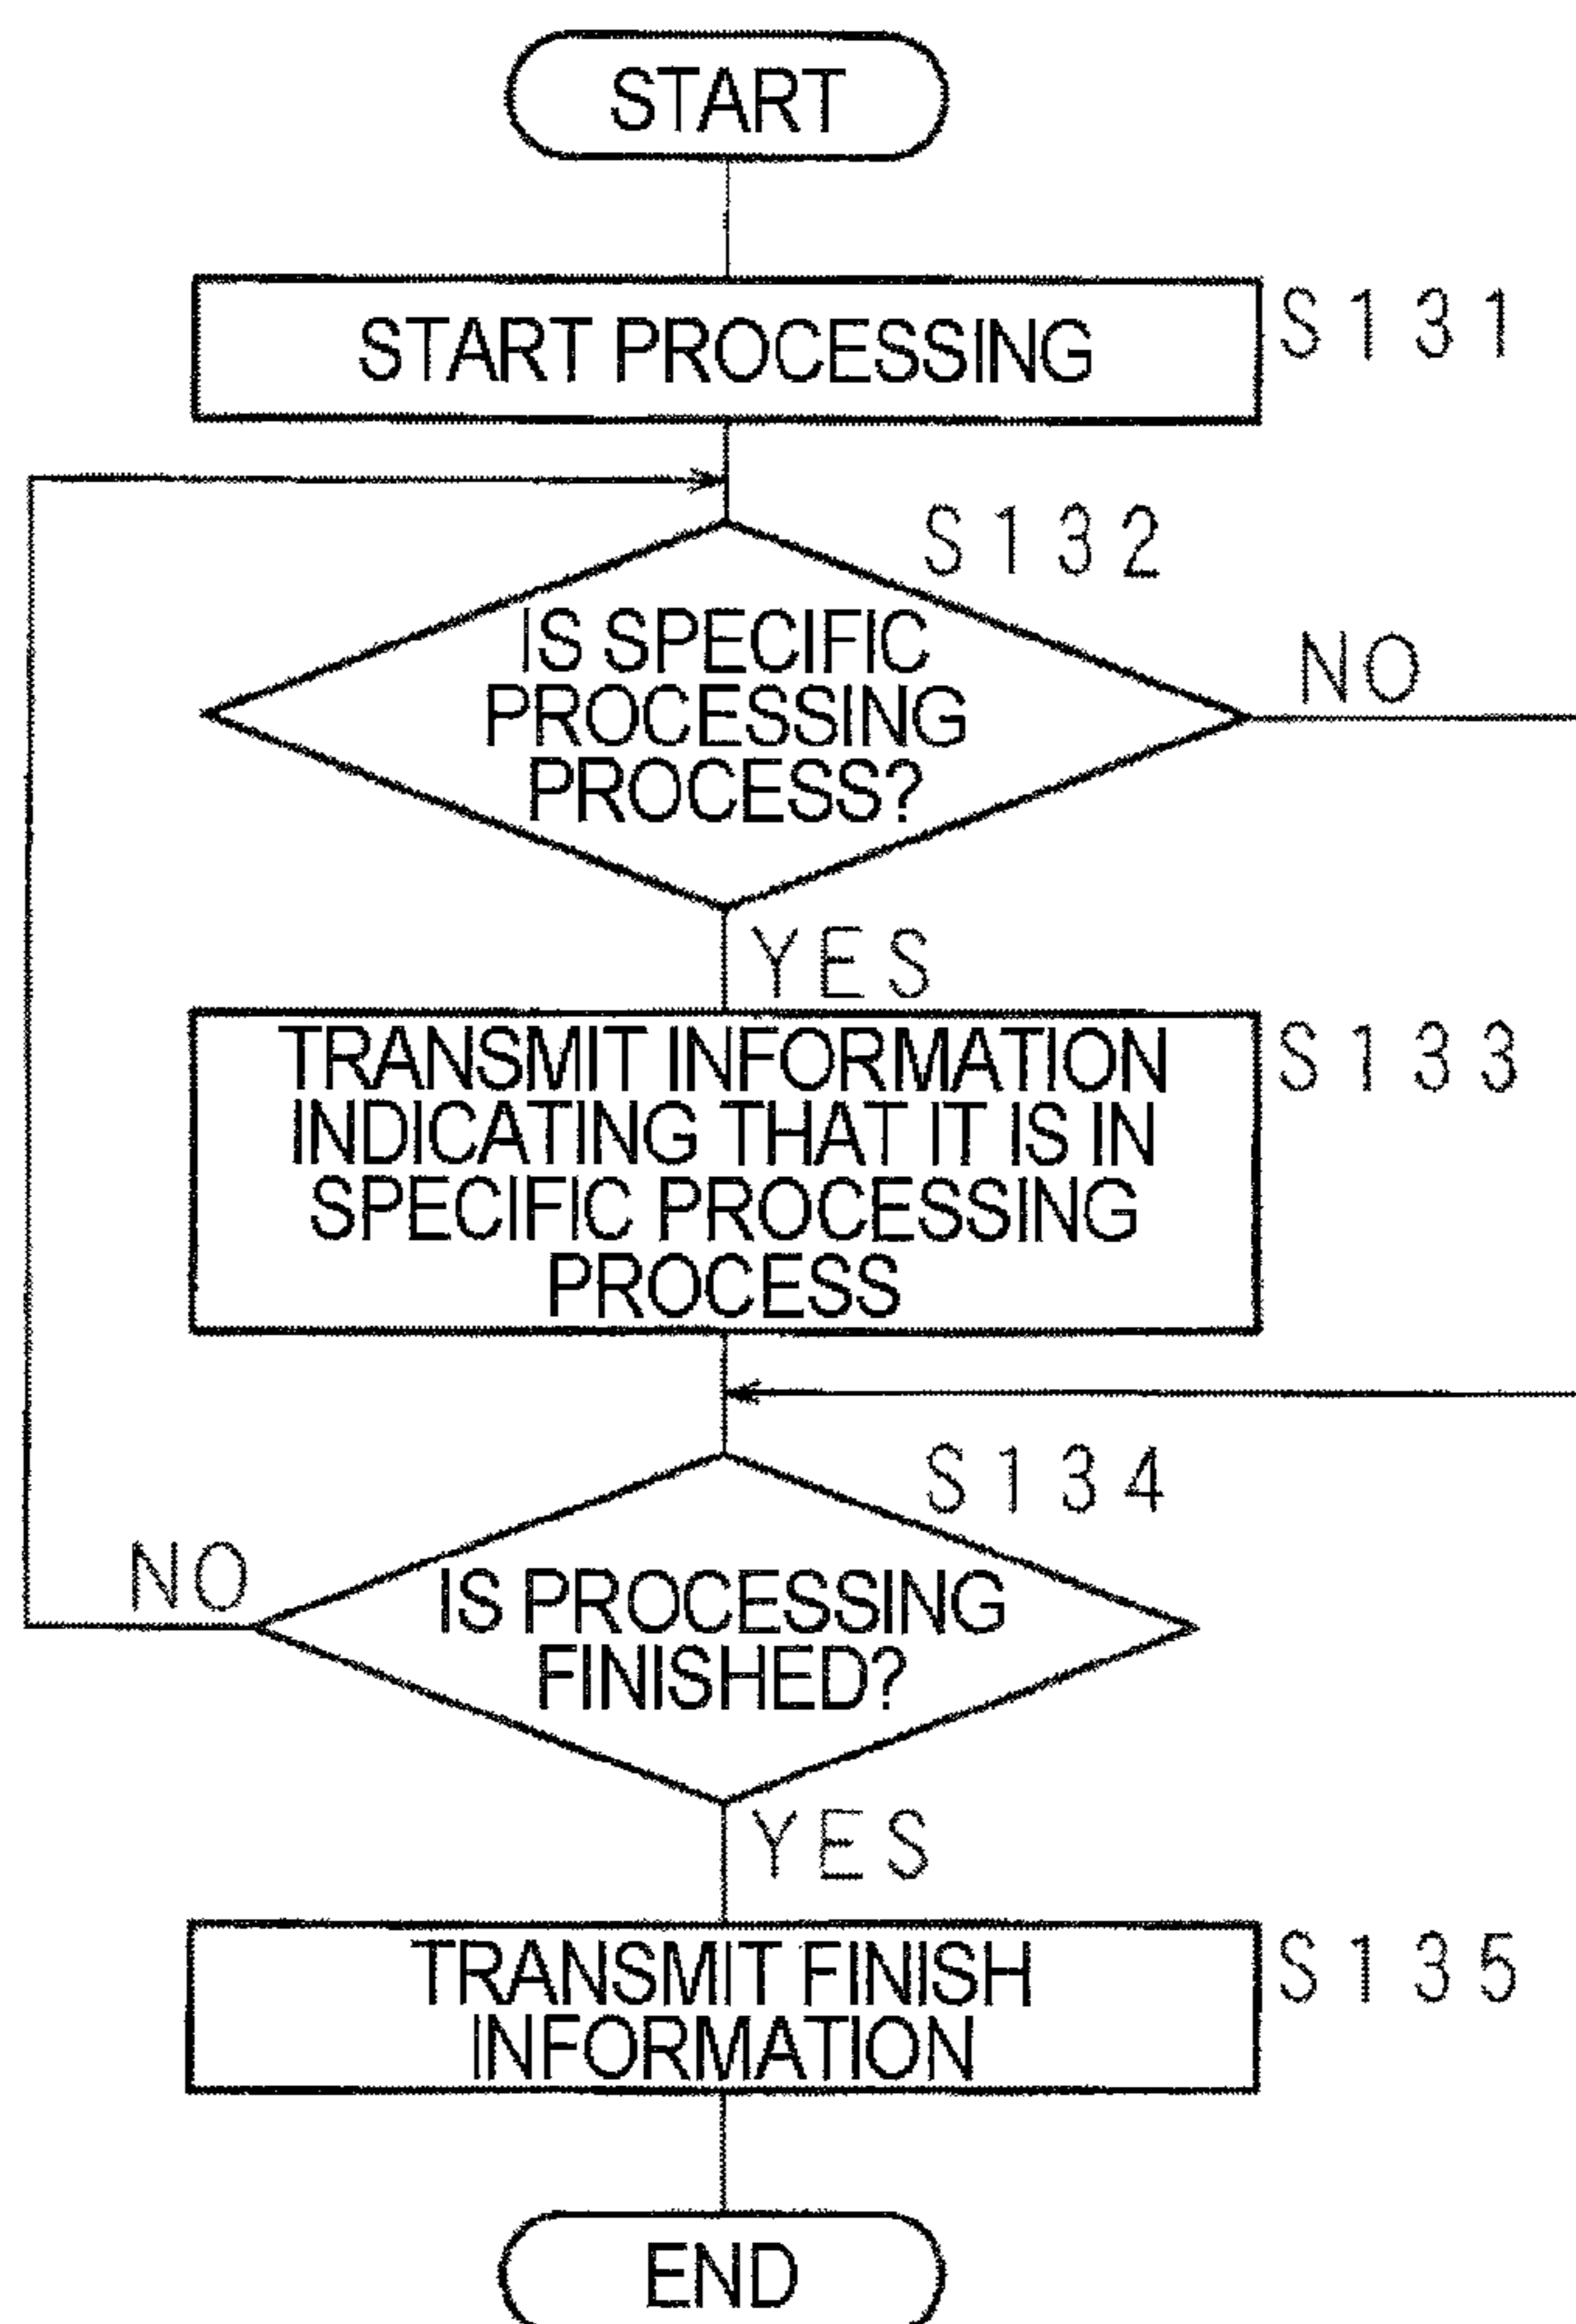 START
START PROCESSING
S131
S132
IS SPECIFIC
PROCESSING
PROCESS?
NO
YES
TRANSMIT INFORMATION
INDICATING THAT IT IS IN
SPECIFIC PROCESSING
PROCESS
S133
S134
NO
IS PROCESSING
FINISHED?
YES
TRANSMIT FINISH
INFORMATION
S135
END